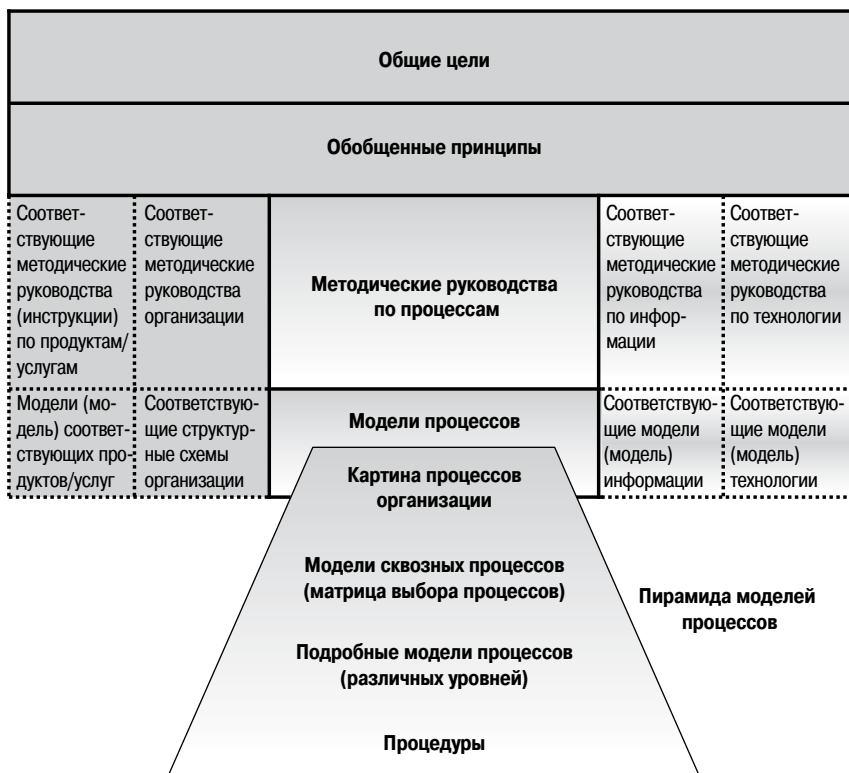 Общие цели
Обобщенные принципы
Соответ-
ствующие
методические
руководства
(инструкции)
по продуктам/
услугам
Соответ-
ствующие
методические
руководства
организации
Методические руководства
по процессам
Соответ-
ствующие
методические
руководства
по инфор-
мации
Соответ-
ствующие
методические
руководства
по технологии
Модели (мо-
дель) соответ-
ствующих про-
дуктов/услуг
Соответствую-
щие структур-
ные схемы
организации
Модели процессов
Соответствую-
щие модели
(модель)
информации
Соответствую-
щие модели
(модель)
технологии
Картина процессов
организации
Модели сквозных процессов
(матрица выбора процессов)
Пирамида моделей
процессов
Подробные модели процессов
(различных уровней)
Процедуры